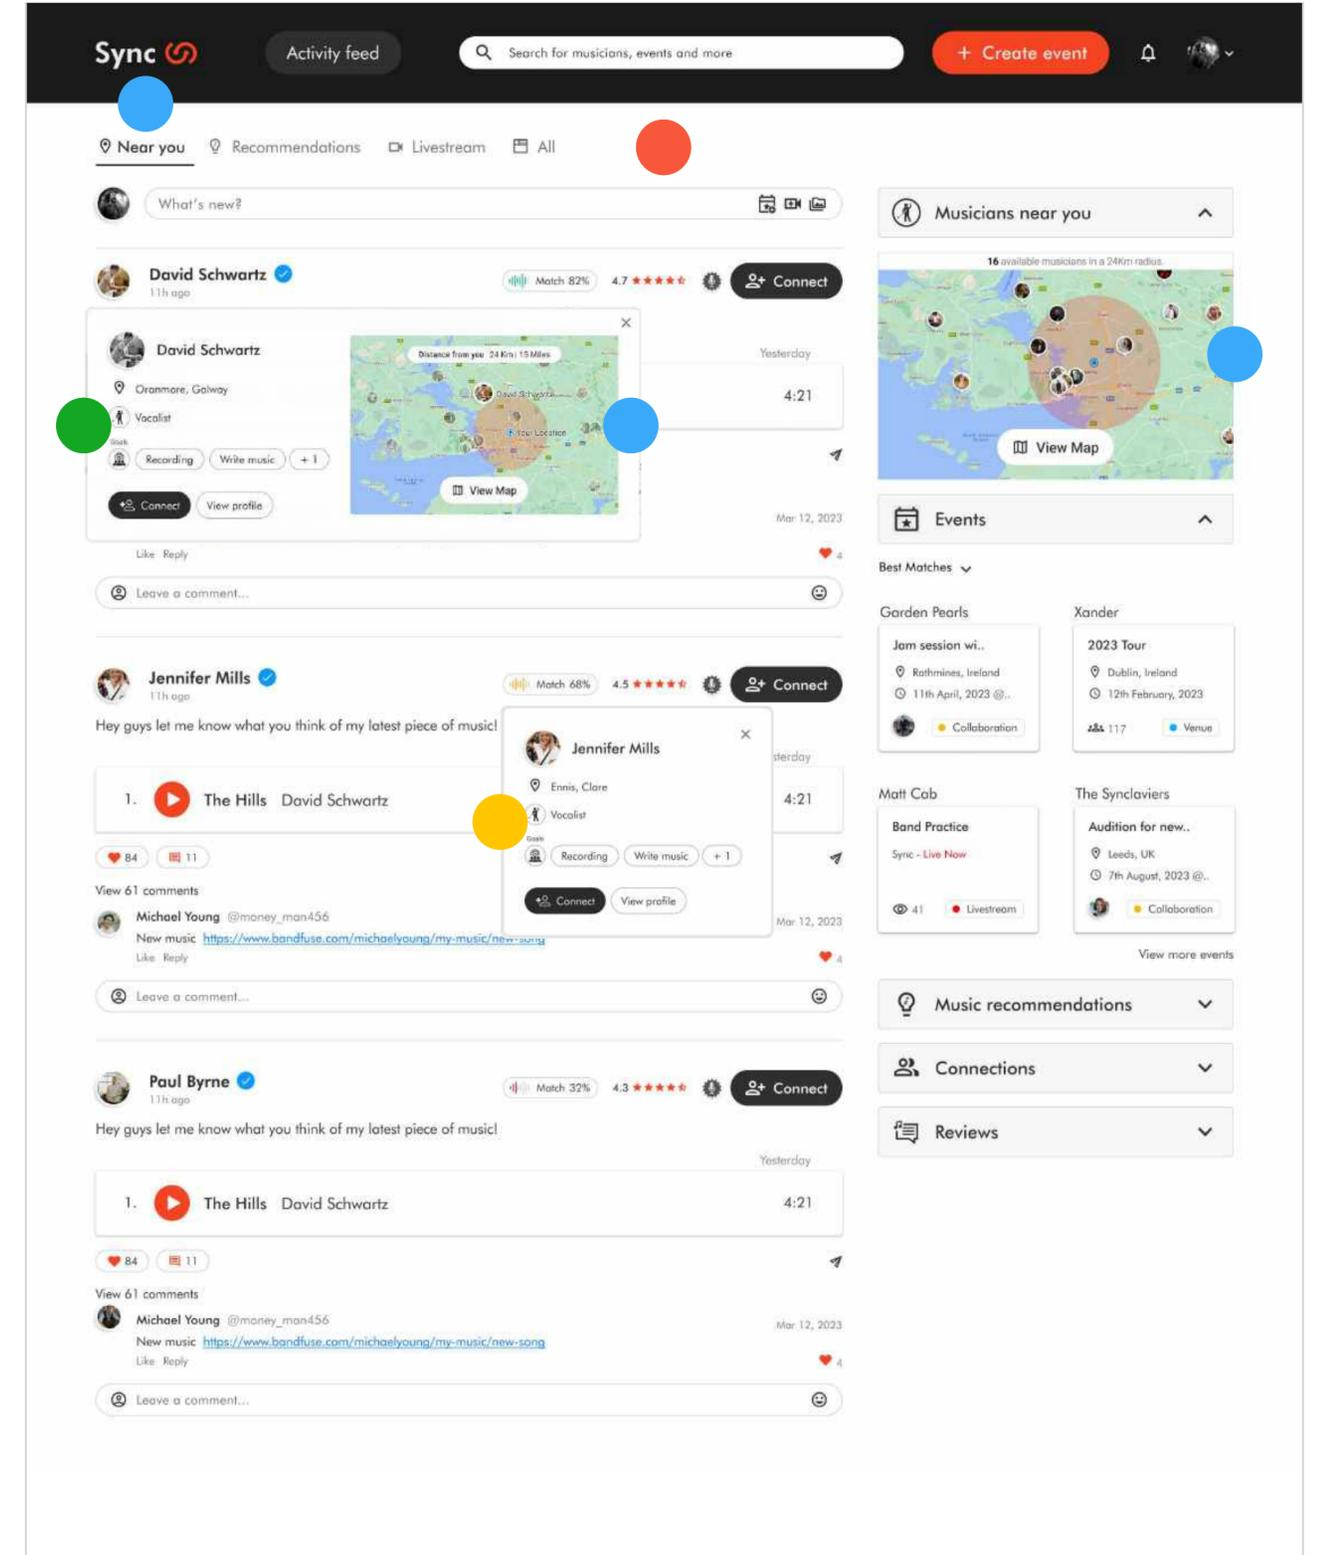 Sync
Activity feed
Search for musicians, events and more
+ Create event
Near you
Recommendations
Livestream
All
What's new?
David Schwartz
11h ago
Match 82%
4.7
Connect
Yesterday
4:21
David Schwartz
Oranmore, Galway
Vocalist
Goals
Recording
Write music
+ 1
Connect
View profile
Distance from you 24 Km | 15 Miles
David Schwartz
Your Location
View Map
Mar 12, 2023
Like Reply
4
Leave a comment...
Jennifer Mills
11h ago
Match 68%
4.5
Connect
Hey guys let me know what you think of my latest piece of music!
sterday
1. The Hills David Schwartz
4:21
Jennifer Mills
Ennis, Clare
Vocalist
Goals
Recording
Write music
+ 1
Connect
View profile
84
11
View 61 comments
Michael Young @money_man456
Mar 12, 2023
New music https://www.bandfuse.com/michaelyoung/my-music/new-song
Like Reply
4
Leave a comment...
Paul Byrne
11h ago
Match 32%
4.3
Connect
Hey guys let me know what you think of my latest piece of music!
Yesterday
1. The Hills David Schwartz
4:21
84
11
View 61 comments
Michael Young @money_man456
Mar 12, 2023
New music https://www.bandfuse.com/michaelyoung/my-music/new-song
Like Reply
4
Leave a comment...
Musicians near you
16 available musicians in a 24Km radius.
View Map
Events
Best Matches
Garden Pearls
Jam session wi..
Rathmines, Ireland
11th April, 2023 @..
Collaboration
Xander
2023 Tour
Dublin, Ireland
12th February, 2023
117
Venue
Matt Cab
Band Practice
Sync - Live Now
41
Livestream
The Synclaviers
Audition for new..
Leeds, UK
7th August, 2023 @..
Collaboration
View more events
Music recommendations
Connections
Reviews